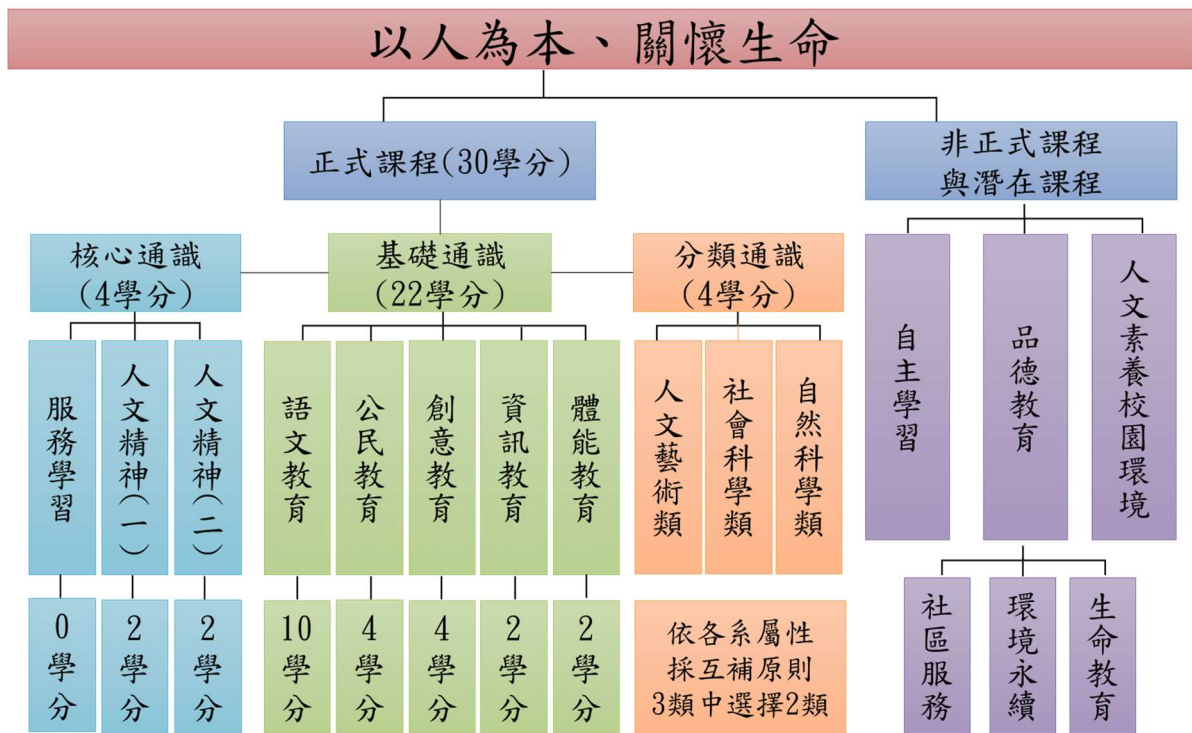 以人為本、關懷生命
正式課程(30學分)
非正式課程
與潛在課程
核心通識
(4學分)
基礎通識
(22學分)
分類通識
(4學分)
服務學習
人文精神(一)
人文精神(二)
語文教育
公民教育
創意教育
資訊教育
體能教育
人文藝術類
社會科學類
自然科學類
自主學習
品德教育
人文素養校園環境
0學分
2學分
2學分
10學分
4學分
4學分
2學分
2學分
依各系屬性
採互補原則
3類中選擇2類
社區服務
環境永續
生命教育